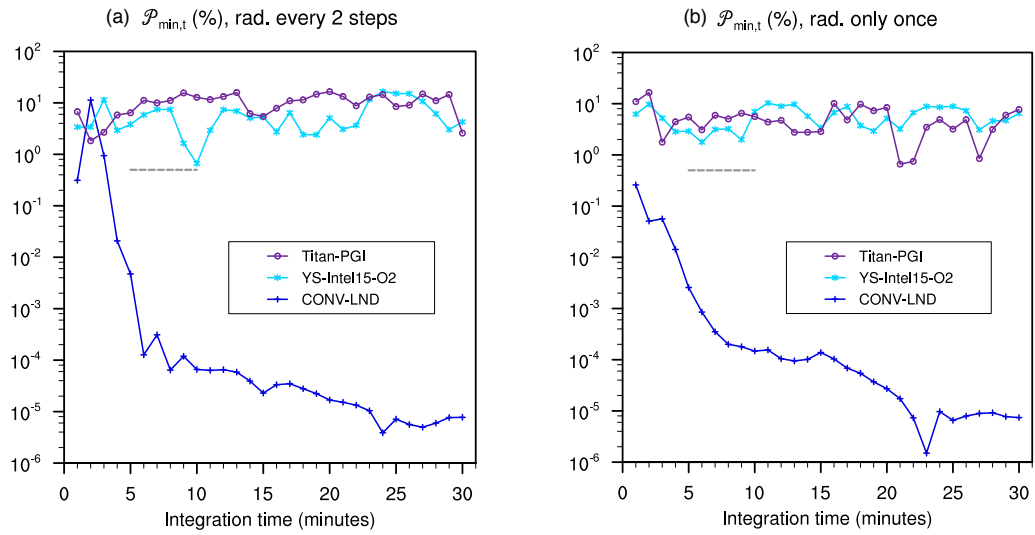 (a) 𝒫min,t (%), rad. every 2 steps
10²
10¹
10⁰
10⁻¹
10⁻²
10⁻³
10⁻⁴
10⁻⁵
10⁻⁶
Titan-PGI
YS-Intel15-O2
CONV-LND
0 5 10 15 20 25 30
Integration time (minutes)
(b) 𝒫min,t (%), rad. only once
10²
10¹
10⁰
10⁻¹
10⁻²
10⁻³
10⁻⁴
10⁻⁵
10⁻⁶
Titan-PGI
YS-Intel15-O2
CONV-LND
0 5 10 15 20 25 30
Integration time (minutes)